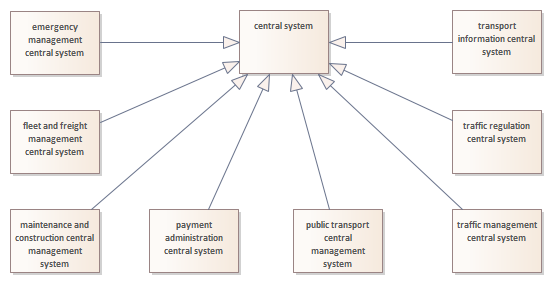 emergency
management
central system
central system
transport
information central
system
fleet and freight
management
central system
traffic regulation
central system
maintenance and
construction central
management
system
payment
administration
central system
public transport
central
management
system
traffic management
central system